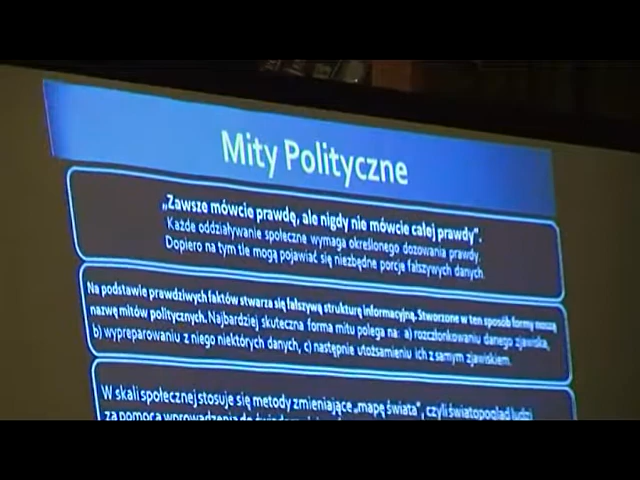 Mity Polityczne
„Zawsze mówcie prawdę, ale nigdy nie mówcie całej prawdy".
Każde oddziaływanie społeczne wymaga określonego dozowania prawdy.
Dopiero na tym tle mogą pojawiać się niezbędne porcje fałszywych danych.
Na podstawie prawdziwych faktów stwarza się fałszywą strukturę informacyjną. Stworzone w ten sposób formy noszą
nazwę mitów politycznych. Najbardziej skuteczna forma mitu polega na: a) rozczłonkowaniu danego zjawiska,
b) wypreparowaniu z niego niektórych danych, c) następnie utożsamieniu ich z samym zjawiskiem.
W skali społecznej stosuje się metody zmieniające „mapę świata", czyli światopogląd ludzi
za pomocą wprowadzenia do